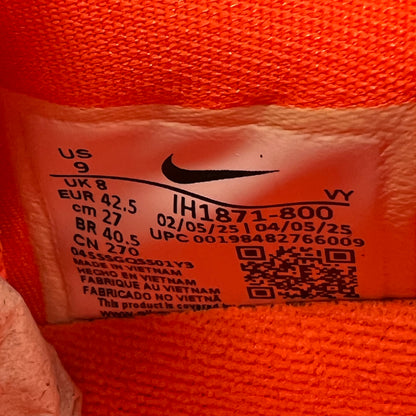 US
9
UK 8
EUR 42.5
cm 27
BR 40.5
CN 270
VY
IH1871-800
02/05/25 | 04/05/25
UPC 00198482766009
MADE IN VIETNAM
HECHO EN VIETNAM
FABRIQUE AU VIETNAM
FABRICADO NO VIETNÃ